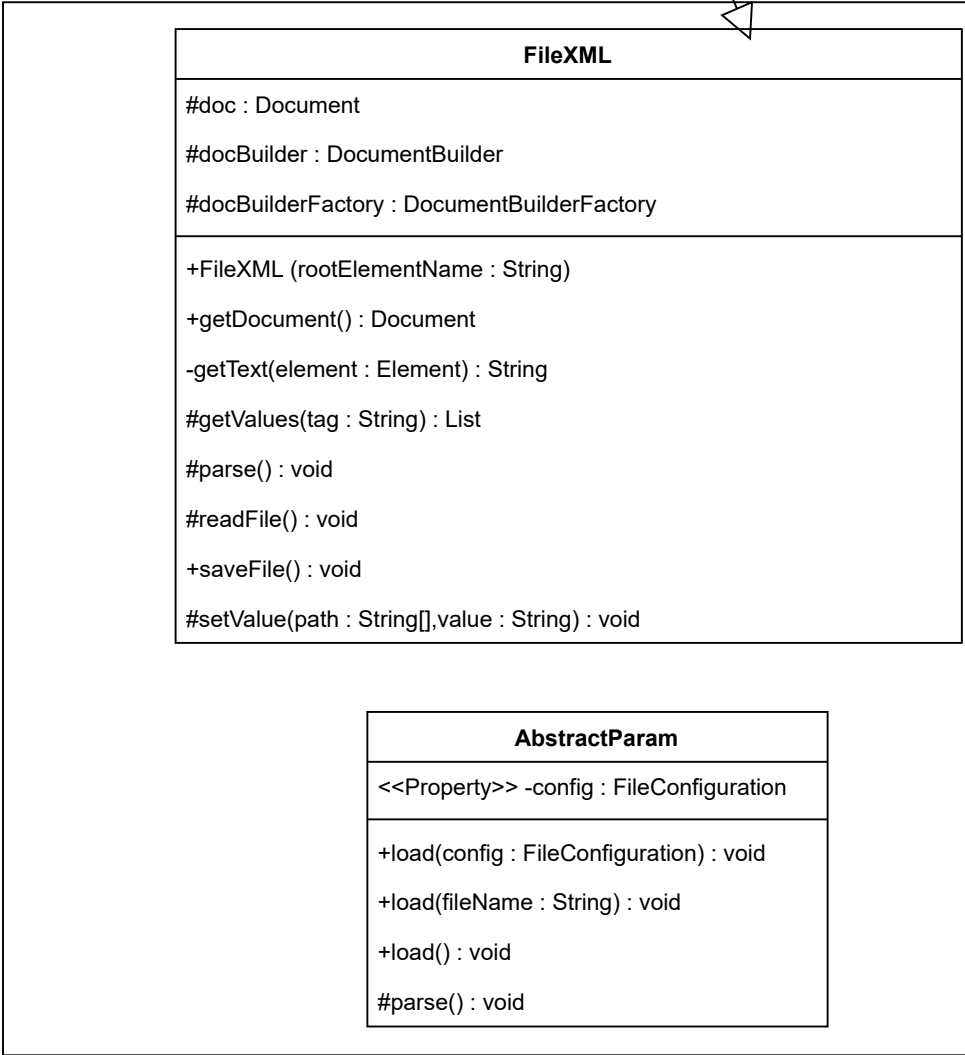 FileXML
#doc : Document
#docBuilder : DocumentBuilder
#docBuilderFactory : DocumentBuilderFactory
+FileXML (rootElementName : String)
+getDocument() : Document
-getText(element : Element) : String
#getValues(tag : String) : List
#parse() : void
#readFile() : void
+saveFile() : void
#setValue(path : String[],value : String) : void
AbstractParam
<<Property>> -config : FileConfiguration
+load(config : FileConfiguration) : void
+load(fileName : String) : void
+load() : void
#parse() : void